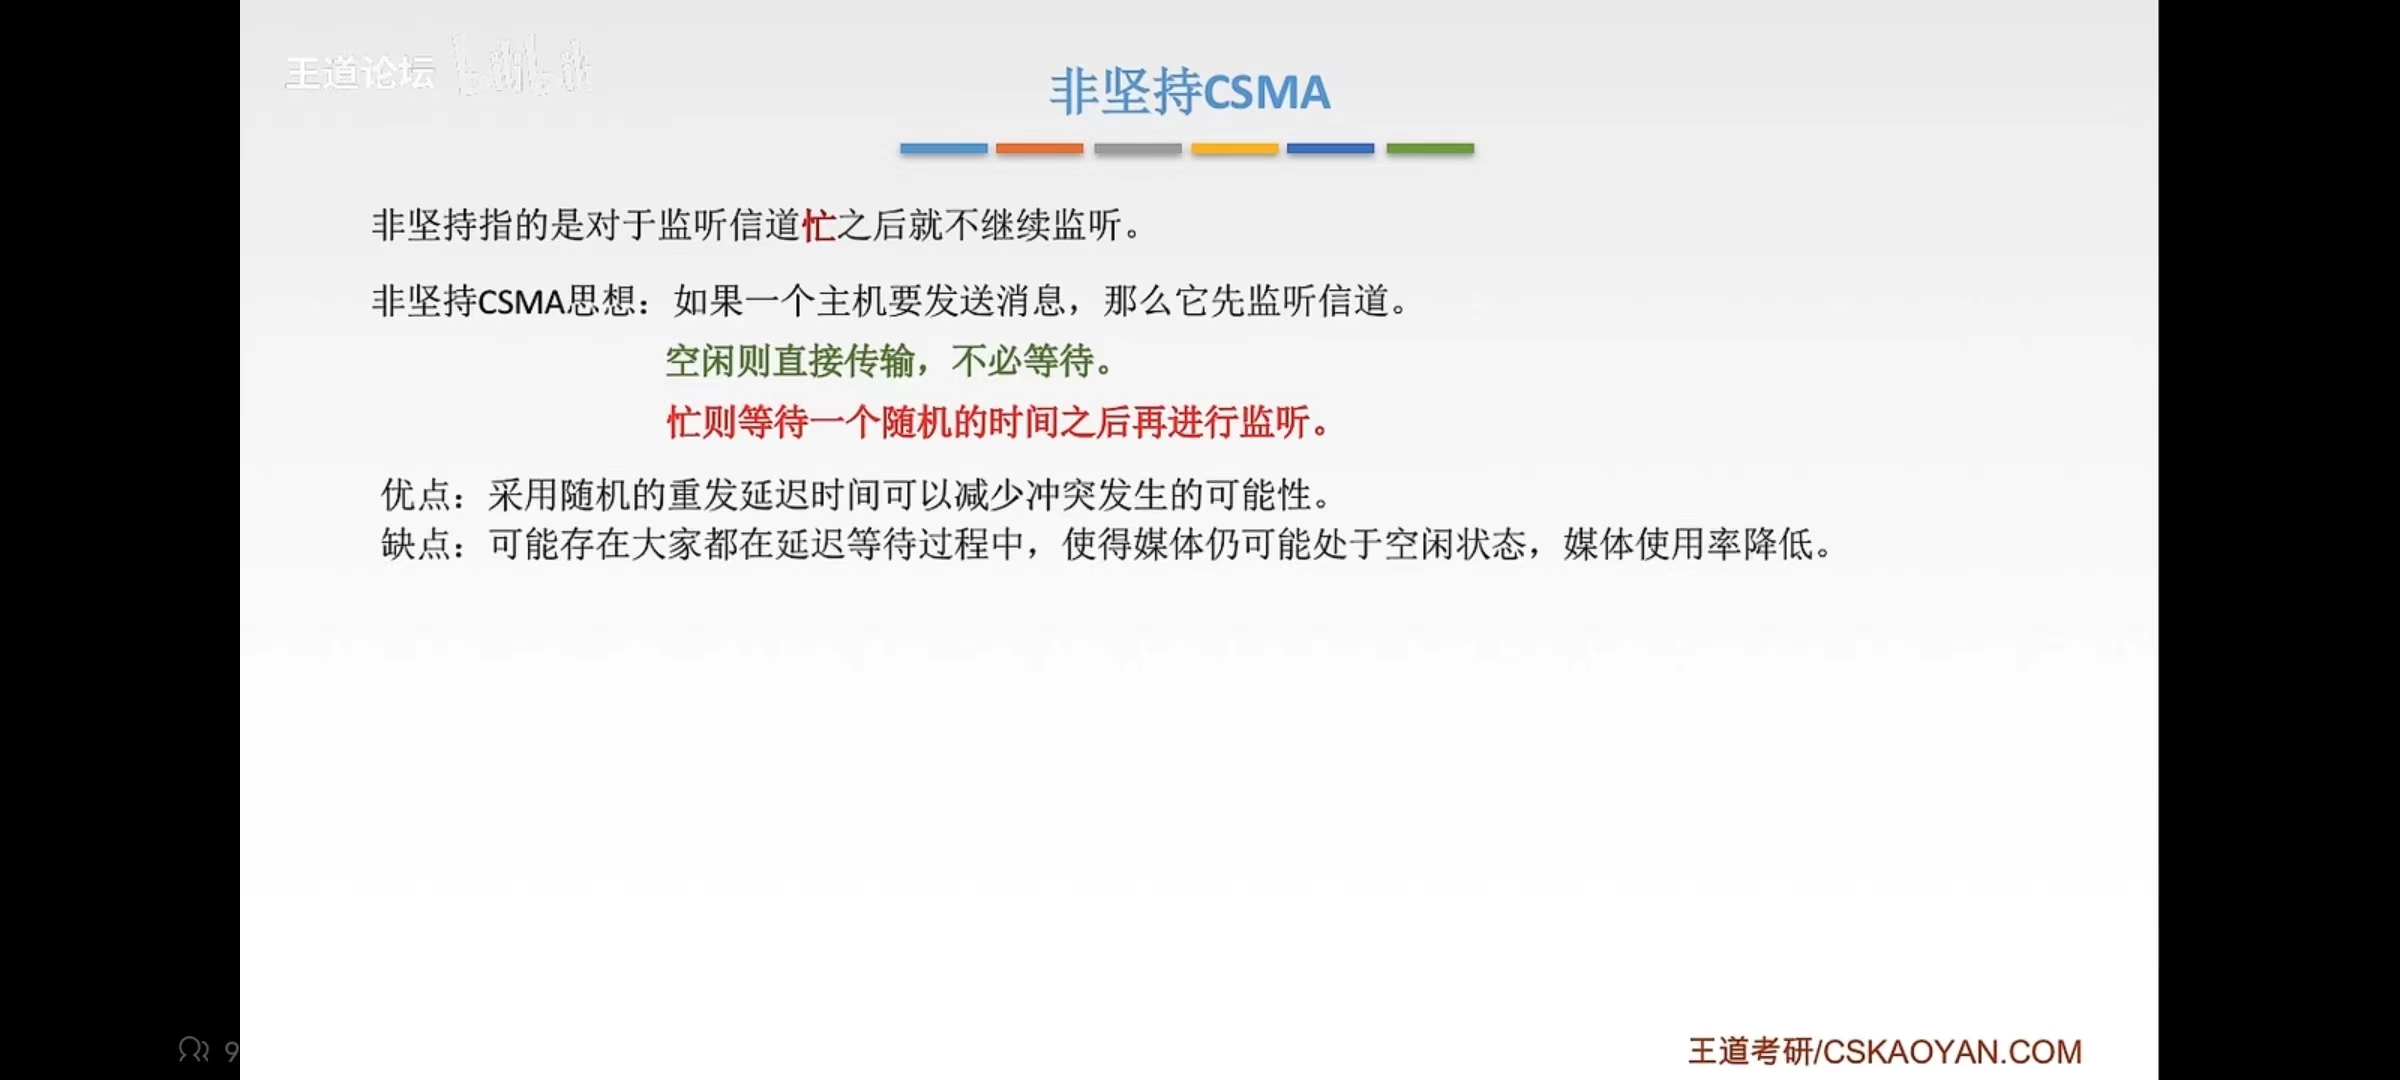 王道论坛 bilibili
非坚持CSMA
非坚持指的是对于监听信道忙之后就不继续监听。
非坚持CSMA思想：如果一个主机要发送消息，那么它先监听信道。
空闲则直接传输，不必等待。
忙则等待一个随机的时间之后再进行监听。
优点：采用随机的重发延迟时间可以减少冲突发生的可能性。
缺点：可能存在大家都在延迟等待过程中，使得媒体仍可能处于空闲状态，媒体使用率降低。
9
王道考研/CSKAOYAN.COM